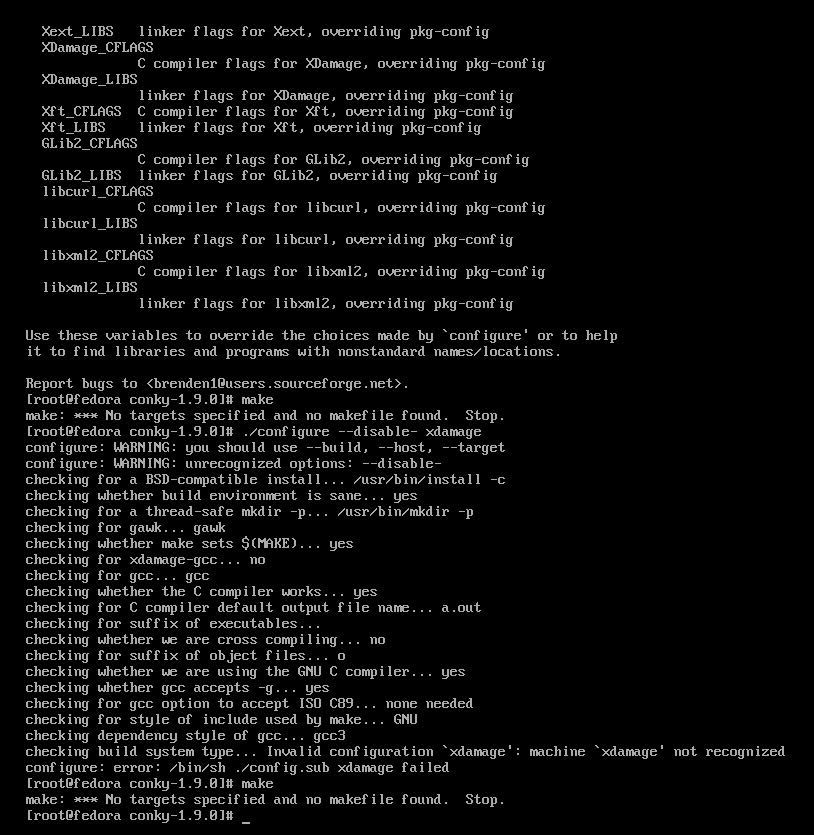 Xext_LIBS   linker flags for Xext, overriding pkg-config
XDamage_CFLAGS
C compiler flags for XDamage, overriding pkg-config
XDamage_LIBS
linker flags for XDamage, overriding pkg-config
Xft_CFLAGS  C compiler flags for Xft, overriding pkg-config
Xft_LIBS    linker flags for Xft, overriding pkg-config
GLib2_CFLAGS
C compiler flags for GLib2, overriding pkg-config
GLib2_LIBS  linker flags for GLib2, overriding pkg-config
libcurl_CFLAGS
C compiler flags for libcurl, overriding pkg-config
libcurl_LIBS
linker flags for libcurl, overriding pkg-config
libxml2_CFLAGS
C compiler flags for libxml2, overriding pkg-config
libxml2_LIBS
linker flags for libxml2, overriding pkg-config
Use these variables to override the choices made by `configure' or to help
it to find libraries and programs with nonstandard names/locations.
Report bugs to <brenden1@users.sourceforge.net>.
[root@fedora conky-1.9.0]# make
make: *** No targets specified and no makefile found.  Stop.
[root@fedora conky-1.9.0]# ./configure --disable- xdamage
configure: WARNING: you should use --build, --host, --target
configure: WARNING: unrecognized options: --disable-
checking for a BSD-compatible install... /usr/bin/install -c
checking whether build environment is sane... yes
checking for a thread-safe mkdir -p... /usr/bin/mkdir -p
checking for gawk... gawk
checking whether make sets $(MAKE)... yes
checking for xdamage-gcc... no
checking for gcc... gcc
checking whether the C compiler works... yes
checking for C compiler default output file name... a.out
checking for suffix of executables...
checking whether we are cross compiling... no
checking for suffix of object files... o
checking whether we are using the GNU C compiler... yes
checking whether gcc accepts -g... yes
checking for gcc option to accept ISO C89... none needed
checking for style of include used by make... GNU
checking dependency style of gcc... gcc3
checking build system type... Invalid configuration `xdamage': machine `xdamage' not recognized
configure: error: /bin/sh ./config.sub xdamage failed
[root@fedora conky-1.9.0]# make
make: *** No targets specified and no makefile found.  Stop.
[root@fedora conky-1.9.0]# _